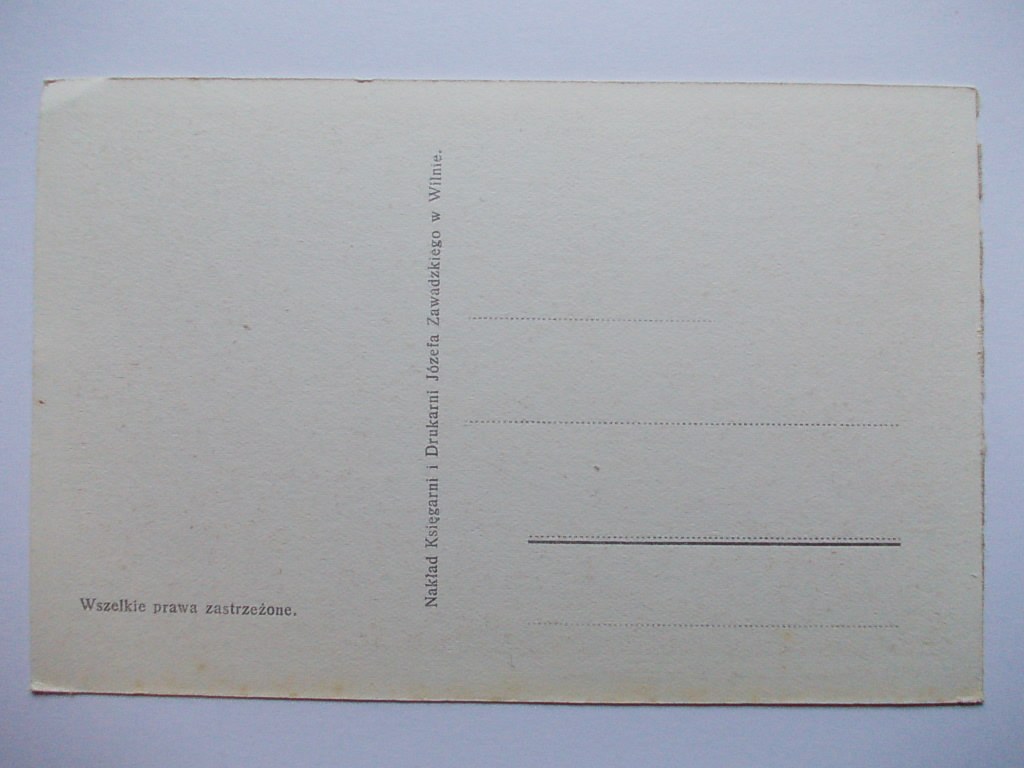 Wszelkie prawa zastrzeżone.
Nakład Księgarni i Drukarni Józefa Zawadzkiego w Wilnie.